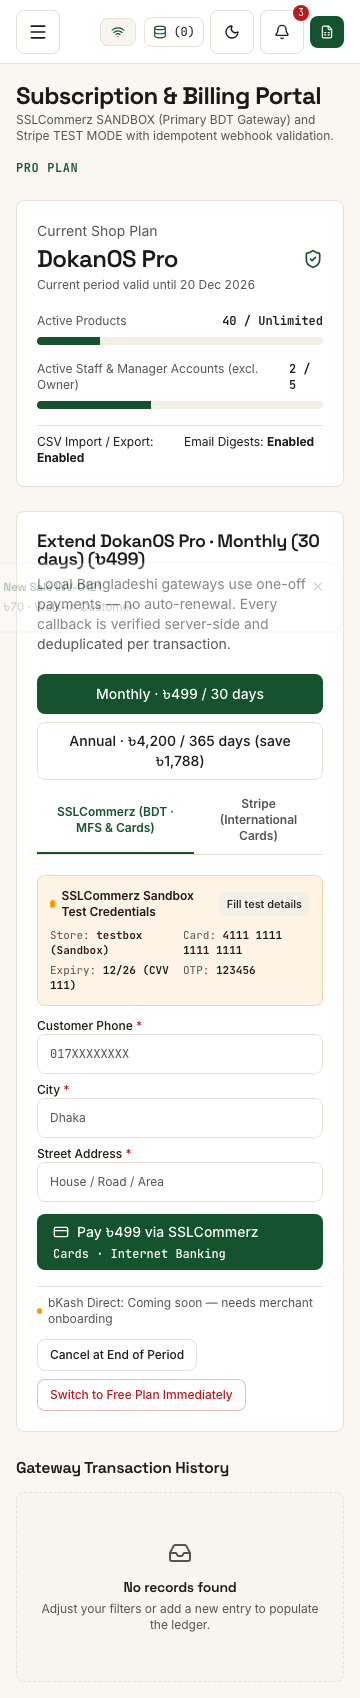 (0)
3
Subscription & Billing Portal
SSLCommerz SANDBOX (Primary BDT Gateway) and
Stripe TEST MODE with idempotent webhook validation.
PRO PLAN
Current Shop Plan
DokanOS Pro
Current period valid until 20 Dec 2026
Active Products 40 / Unlimited
Active Staff & Manager Accounts (excl. 2 /
Owner) 5
CSV Import / Export: Email Digests: Enabled
Enabled
Extend DokanOS Pro · Monthly (30
days) (৳499)
New Sale
৳70 ·
Local Bangladeshi gateways use one-off
payments — no auto-renewal. Every
callback is verified server-side and
deduplicated per transaction.
Monthly · ৳499 / 30 days
Annual · ৳4,200 / 365 days (save
৳1,788)
SSLCommerz (BDT ·
MFS & Cards)
Stripe
(International
Cards)
SSLCommerz Sandbox
Test Credentials
Fill test details
Store: testbox
(Sandbox)
Card: 4111 1111
1111 1111
Expiry: 12/26 (CVV
111)
OTP: 123456
Customer Phone *
017XXXXXXXX
City *
Dhaka
Street Address *
House / Road / Area
Pay ৳499 via SSLCommerz
Cards · Internet Banking
bKash Direct: Coming soon — needs merchant
onboarding
Cancel at End of Period
Switch to Free Plan Immediately
Gateway Transaction History
No records found
Adjust your filters or add a new entry to populate
the ledger.